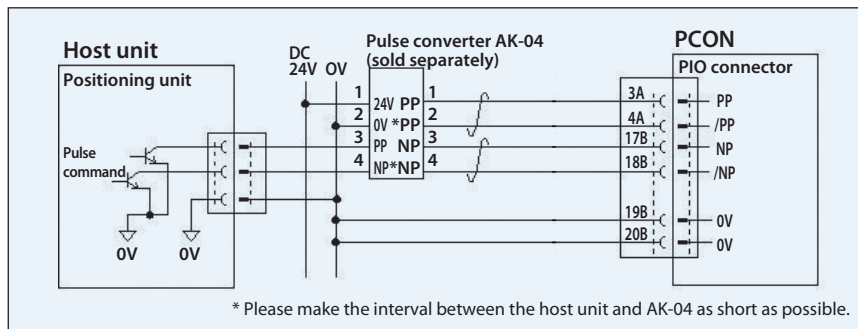 Host unit
Positioning unit
Pulse
command
0V
0V
DC
24V
OV
Pulse converter AK-04
(sold separately)
1
2
3
4
24V PP
0V *PP
PP NP
NP*NP
1
2
3
4
PCON
PIO connector
3A
4A
17B
18B
19B
20B
PP
/PP
NP
/NP
0V
0V
* Please make the interval between the host unit and AK-04 as short as possible.